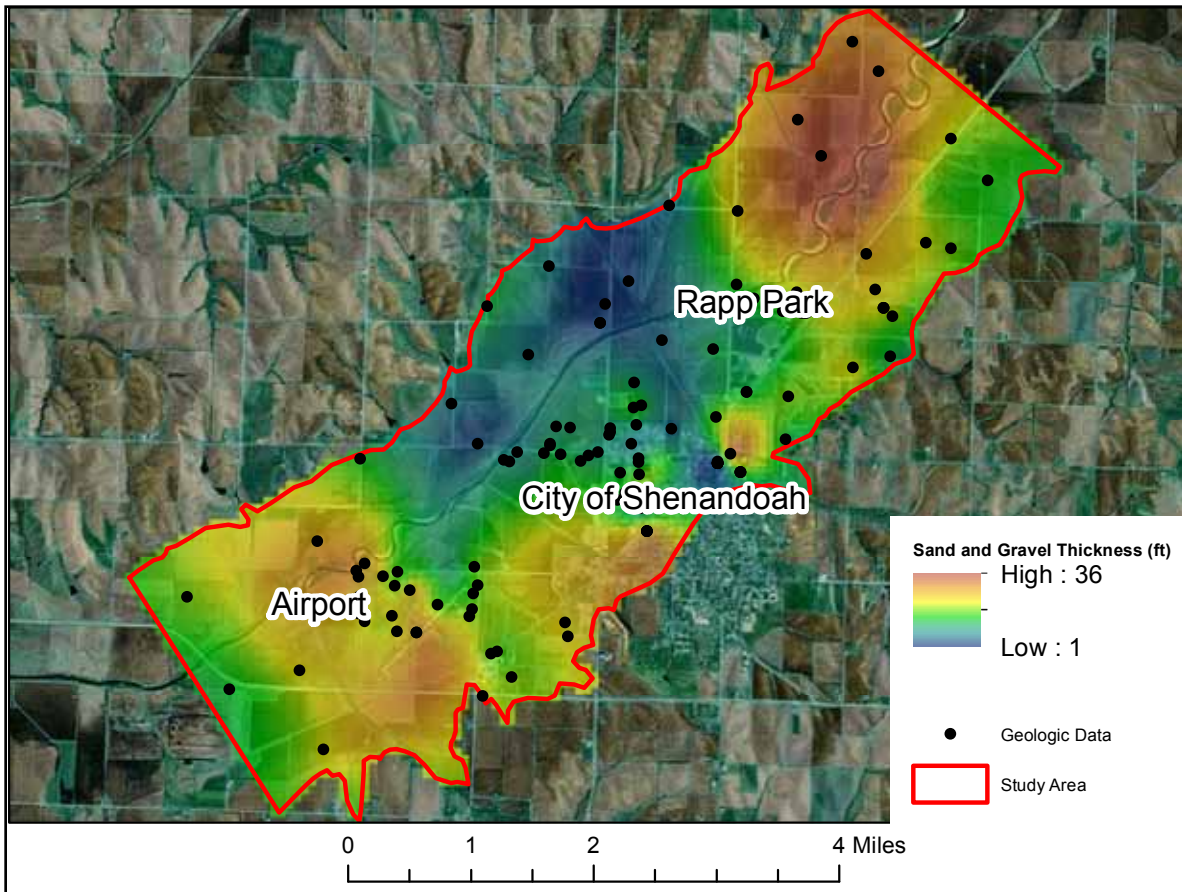 Rapp Park
City of Shenandoah
Airport
Sand and Gravel Thickness (ft)
High : 36
Low : 1
Geologic Data
Study Area
0 1 2 4 Miles